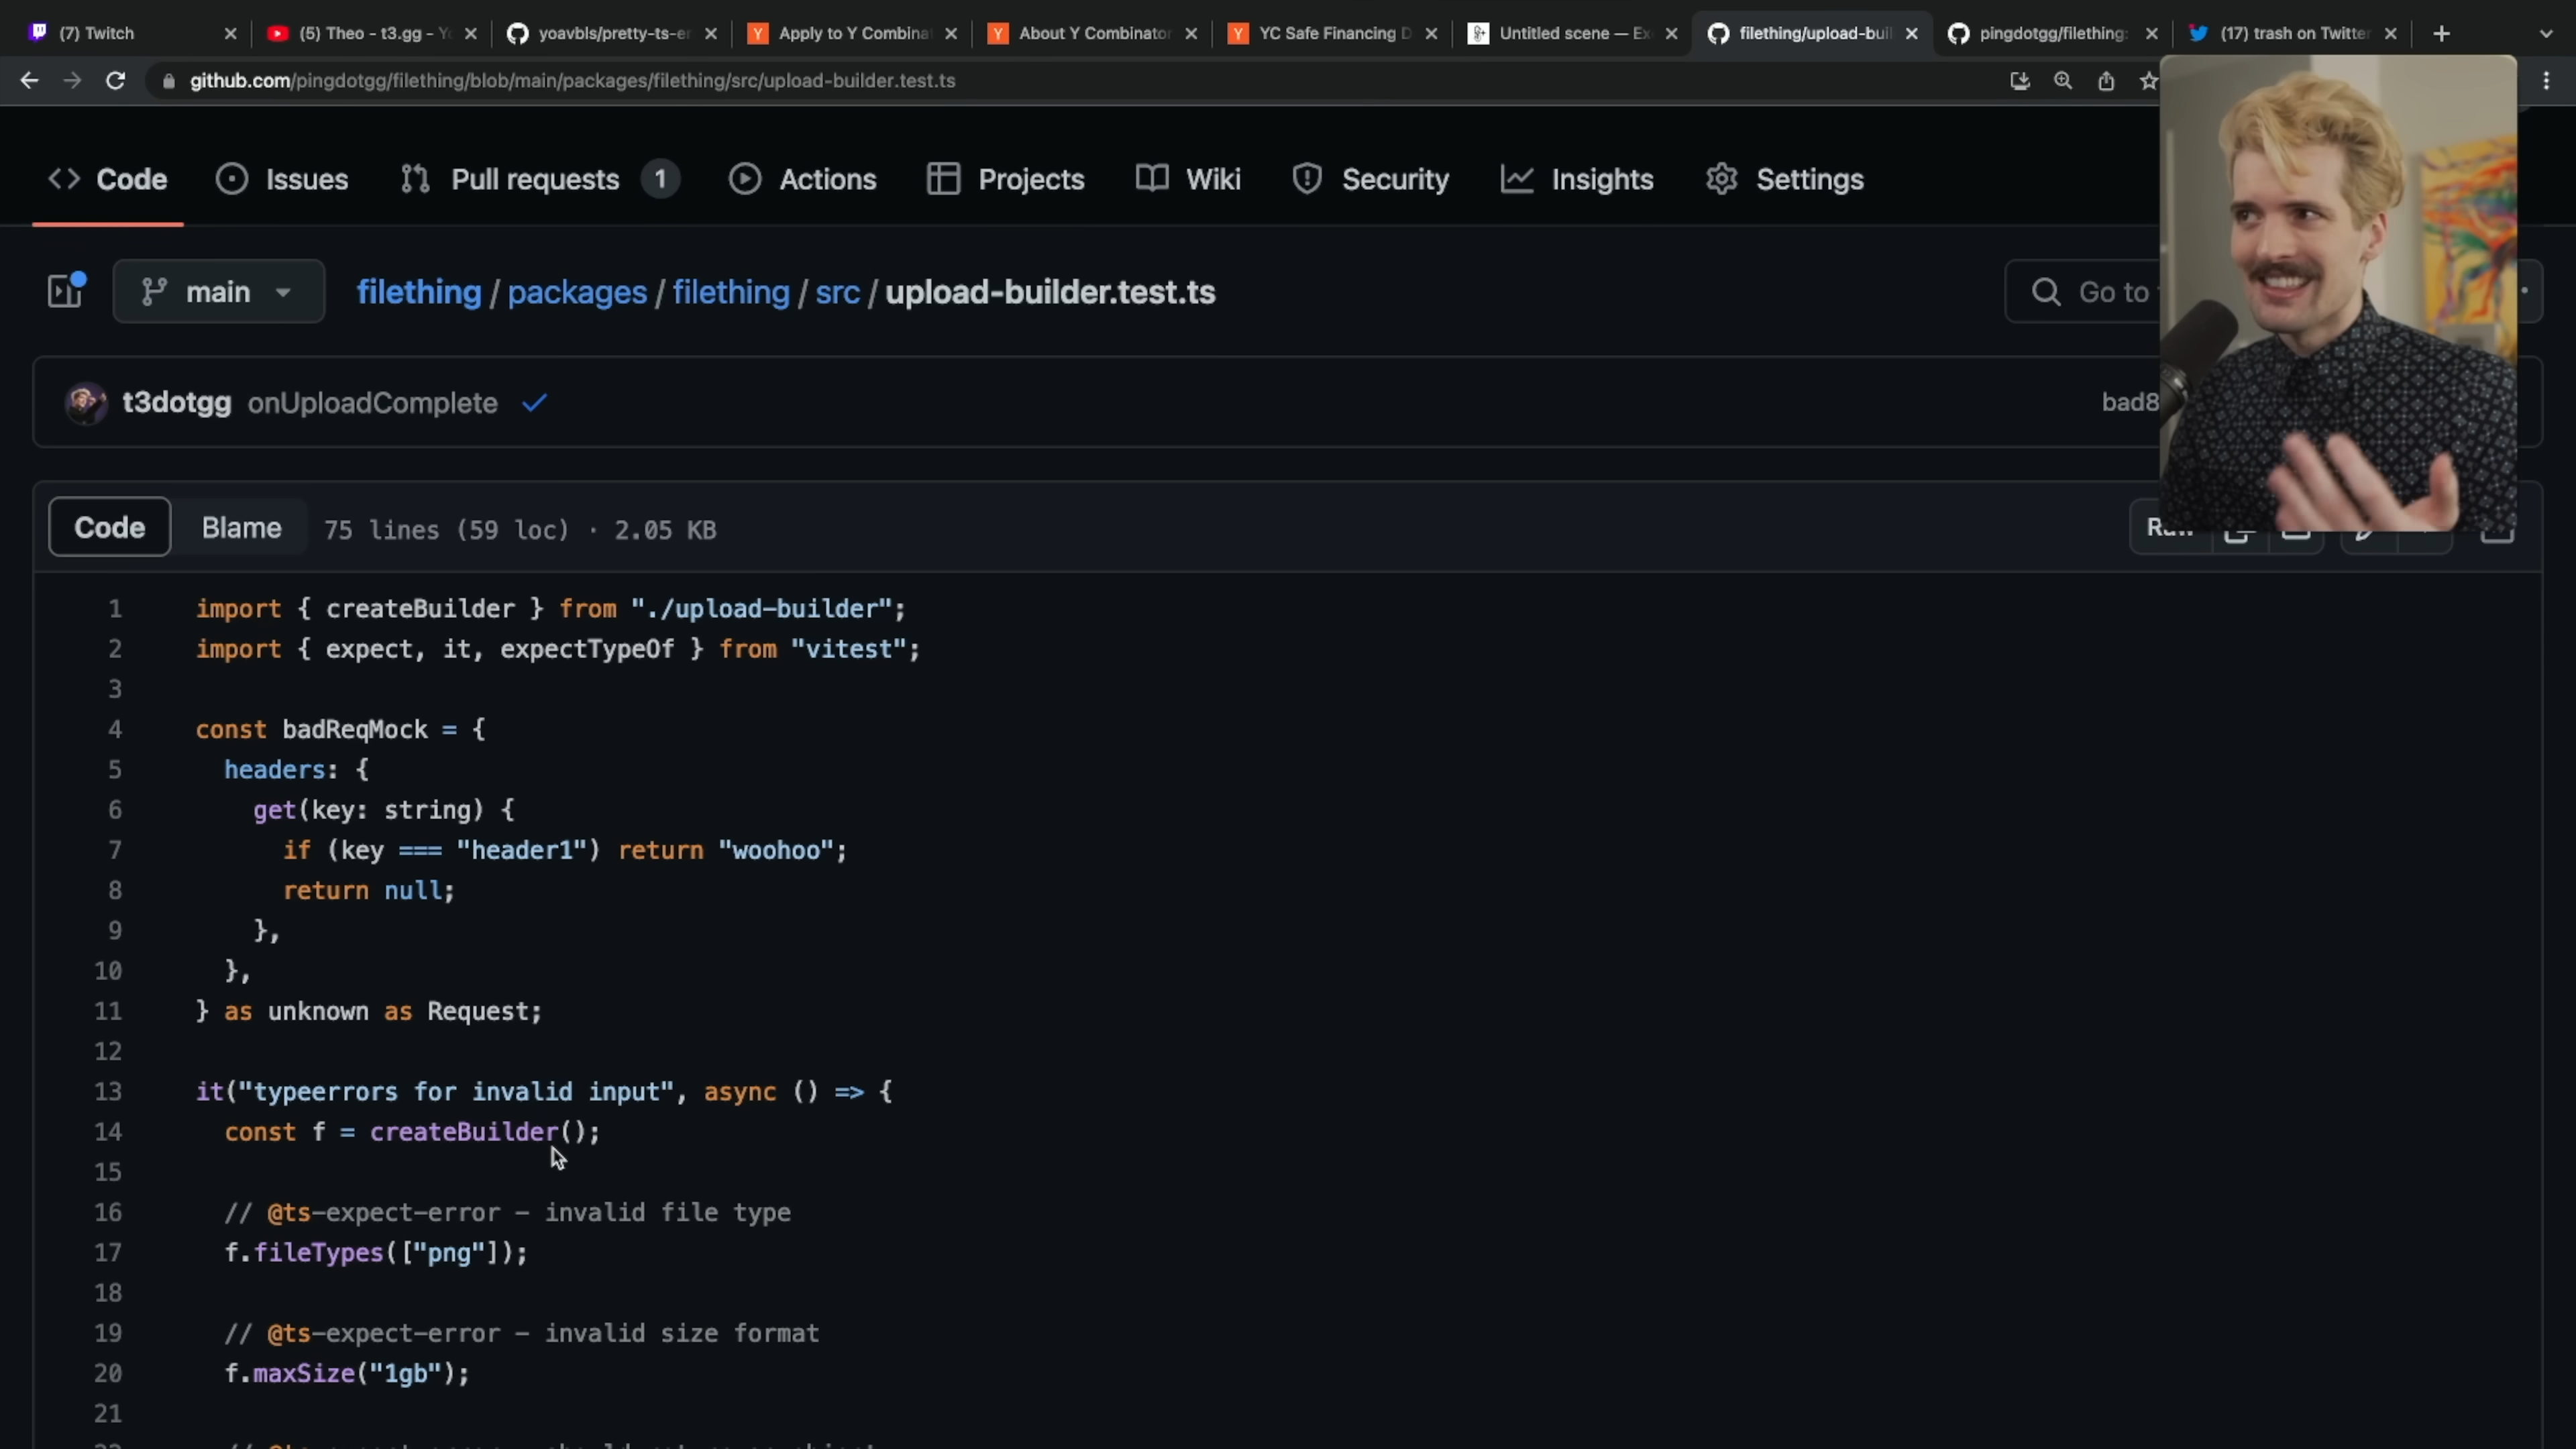 (7) Twitch
(5) Theo - t3.gg - Yo
yoavbls/pretty-ts-er
Apply to Y Combina
About Y Combinator
YC Safe Financing D
Untitled scene — Ex
filething/upload-buil
pingdotgg/filething:
(17) trash on Twitter
github.com/pingdotgg/filething/blob/main/packages/filething/src/upload-builder.test.ts
Code
Issues
Pull requests 1
Actions
Projects
Wiki
Security
Insights
Settings
main
filething / packages / filething / src / upload-builder.test.ts
Go to
t3dotgg onUploadComplete
bad8
Code Blame 75 lines (59 loc) · 2.05 KB
Raw
1 import { createBuilder } from "./upload-builder";
2 import { expect, it, expectTypeOf } from "vitest";
3
4 const badReqMock = {
5 headers: {
6 get(key: string) {
7 if (key === "header1") return "woohoo";
8 return null;
9 },
10 },
11 } as unknown as Request;
12
13 it("typeerrors for invalid input", async () => {
14 const f = createBuilder();
15
16 // @ts-expect-error - invalid file type
17 f.fileTypes(["png"]);
18
19 // @ts-expect-error - invalid size format
20 f.maxSize("1gb");
21